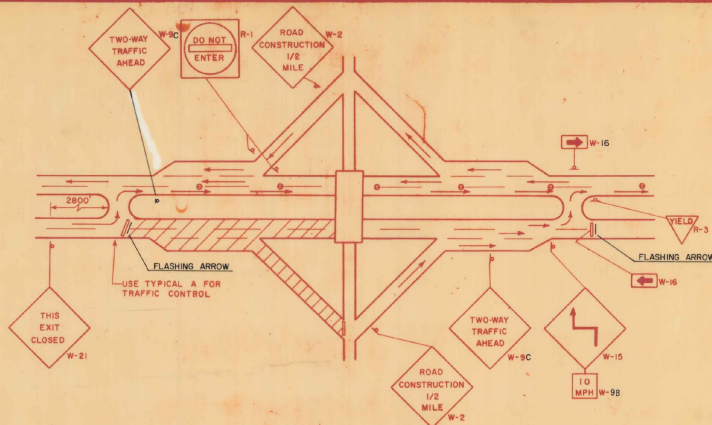 TWO-WAY
TRAFFIC
AHEAD
W-9C
DO NOT
ENTER
R-1
ROAD
CONSTRUCTION
1/2
MILE
W-2
W-16
2800'
YIELD
R-3
FLASHING ARROW
FLASHING ARROW
USE TYPICAL A FOR
TRAFFIC CONTROL
W-16
THIS
EXIT
CLOSED
W-21
TWO-WAY
TRAFFIC
AHEAD
W-9C
W-15
10
MPH
W-9B
ROAD
CONSTRUCTION
1/2
MILE
W-2